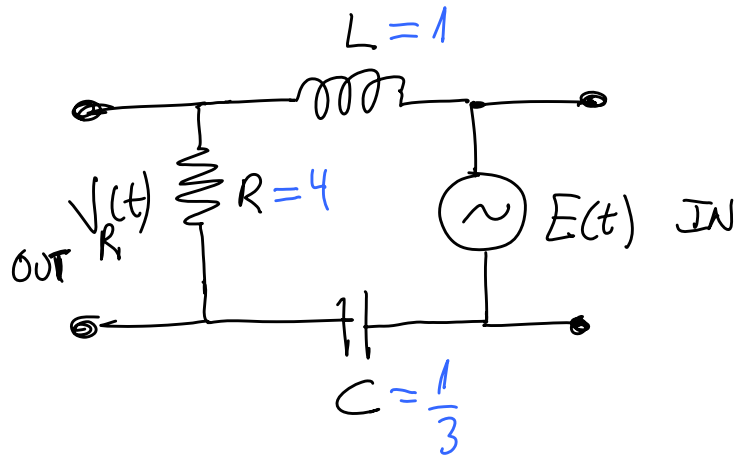 L = 1
V_R(t)
R = 4
E(t)
IN
OUT
C = 1/3